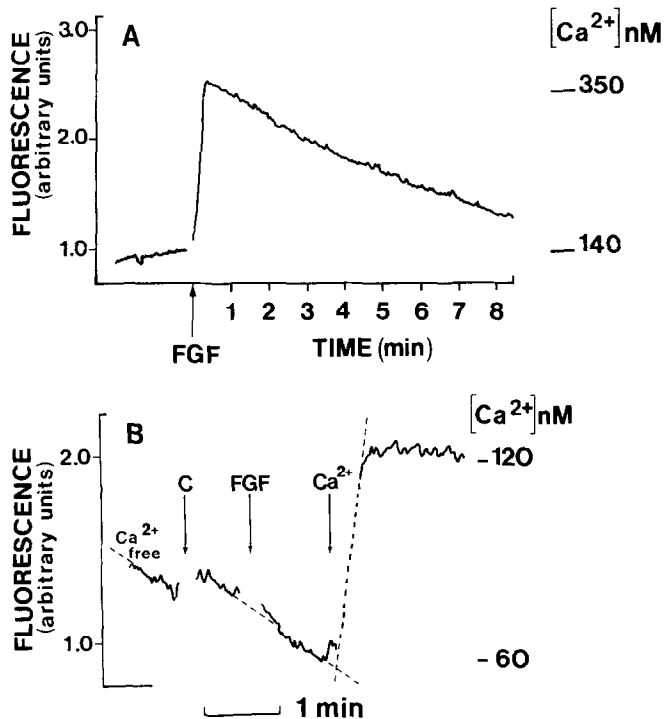 A
[Ca2+]nM
FLUORESCENCE
(arbitrary units)
3.0
2.0
1.0
350
140
1 2 3 4 5 6 7 8
FGF
TIME (min)
B
[Ca2+]nM
FLUORESCENCE
(arbitrary units)
2.0
1.0
Ca2+
free
C
FGF
Ca2+
120
60
1 min